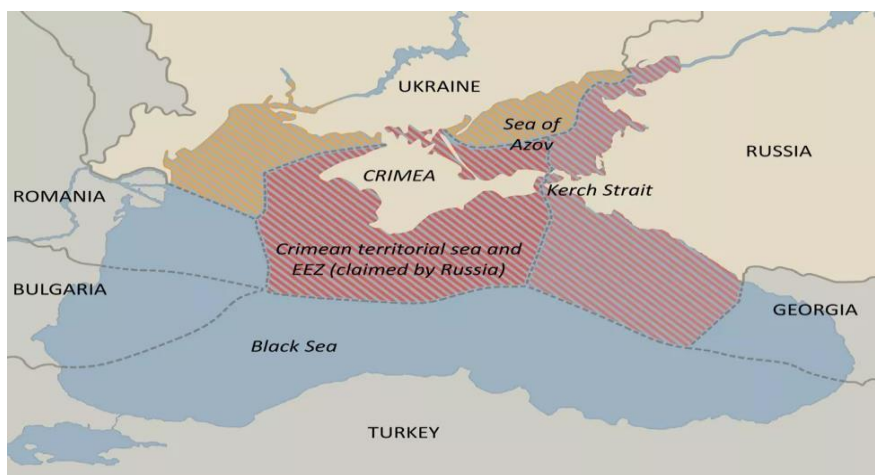 UKRAINE
Sea of
Azov
RUSSIA
CRIMEA
Kerch Strait
ROMANIA
Crimean territorial sea and
EEZ (claimed by Russia)
BULGARIA
GEORGIA
Black Sea
TURKEY